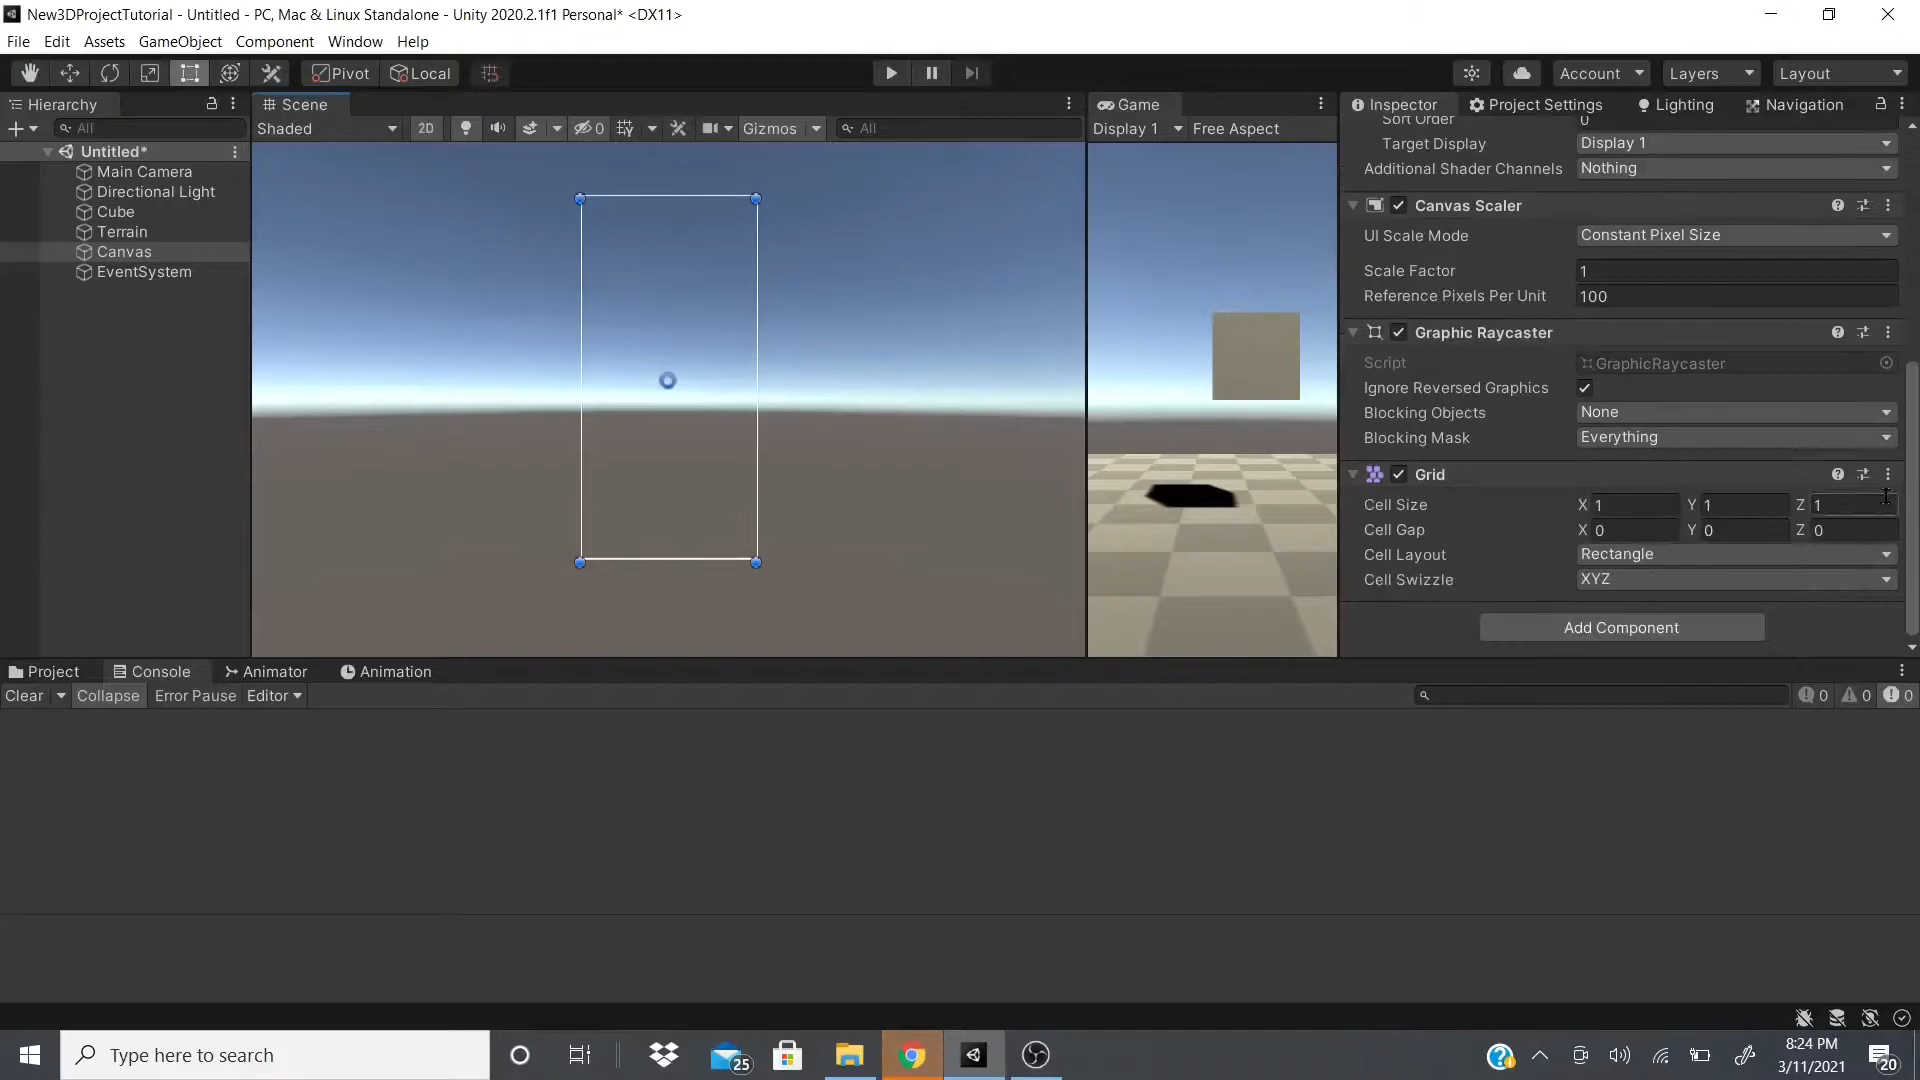 New3DProjectTutorial - Untitled - PC, Mac & Linux Standalone - Unity 2020.2.1f1 Personal* <DX11>
File Edit Assets GameObject Component Window Help
Pivot Local Account Layers Layout
Hierarchy Scene Game Inspector Project Settings Lighting Navigation
All Shaded 2D 0 Gizmos All Display 1 Free Aspect
Sort Order 0
Target Display Display 1
Additional Shader Channels Nothing
Untitled*
Main Camera
Directional Light
Cube
Terrain
Canvas
EventSystem
Canvas Scaler
UI Scale Mode Constant Pixel Size
Scale Factor 1
Reference Pixels Per Unit 100
Graphic Raycaster
Script GraphicRaycaster
Ignore Reversed Graphics
Blocking Objects None
Blocking Mask Everything
Grid
Cell Size X 1 Y 1 Z 1
Cell Gap X 0 Y 0 Z 0
Cell Layout Rectangle
Cell Swizzle XYZ
Add Component
Project Console Animator Animation
Clear Collapse Error Pause Editor 0 0 0
Type here to search
25
8:24 PM
3/11/2021
20